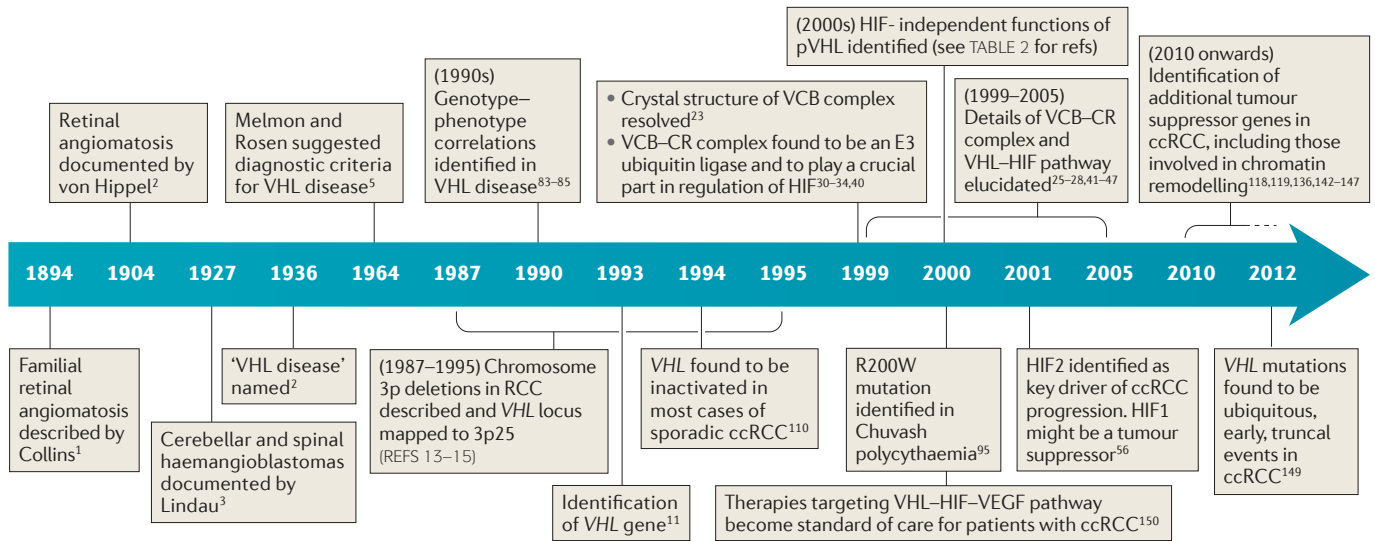 (2000s) HIF- independent functions of
pVHL identified (see TABLE 2 for refs)
Retinal
angiomatosis
documented by
von Hippel2
Melmon and
Rosen suggested
diagnostic criteria
for VHL disease5
(1990s)
Genotype–
phenotype
correlations
identified in
VHL disease83–85
• Crystal structure of VCB complex
resolved23
• VCB–CR complex found to be an E3
ubiquitin ligase and to play a crucial
part in regulation of HIF30–34,40
(1999–2005)
Details of VCB–CR
complex and
VHL–HIF pathway
elucidated25–28,41–47
(2010 onwards)
Identification of
additional tumour
suppressor genes in
ccRCC, including those
involved in chromatin
remodelling118,119,136,142–147
1894 1904 1927 1936 1964 1987 1990 1993 1994 1995 1999 2000 2001 2005 2010 2012
Familial
retinal
angiomatosis
described by
Collins1
Cerebellar and spinal
haemangioblastomas
documented by
Lindau3
‘VHL disease’
named2
(1987–1995) Chromosome
3p deletions in RCC
described and VHL locus
mapped to 3p25
(REFS 13–15)
Identification
of VHL gene11
VHL found to be
inactivated in
most cases of
sporadic ccRCC110
R200W
mutation
identified in
Chuvash
polycythaemia95
Therapies targeting VHL–HIF–VEGF pathway
become standard of care for patients with ccRCC150
HIF2 identified as
key driver of ccRCC
progression. HIF1
might be a tumour
suppressor56
VHL mutations
found to be
ubiquitous,
early, truncal
events in
ccRCC149